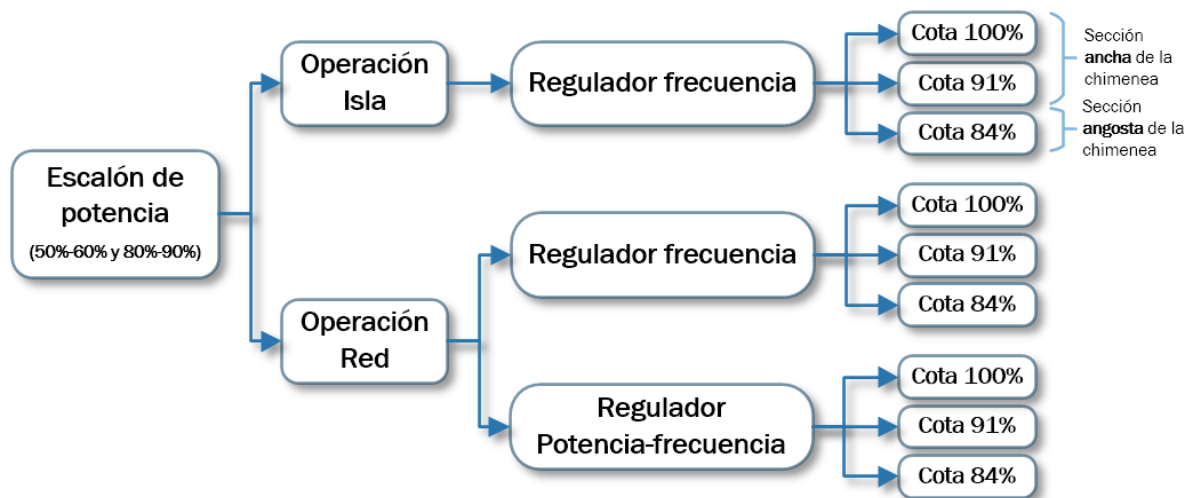 Escalón de
potencia
(50%-60% y 80%-90%)
Operación
Isla
Regulador frecuencia
Cota 100%
Cota 91%
Cota 84%
Sección
ancha de la
chimenea
Sección
angosta de la
chimenea
Operación
Red
Regulador frecuencia
Cota 100%
Cota 91%
Cota 84%
Regulador
Potencia-frecuencia
Cota 100%
Cota 91%
Cota 84%